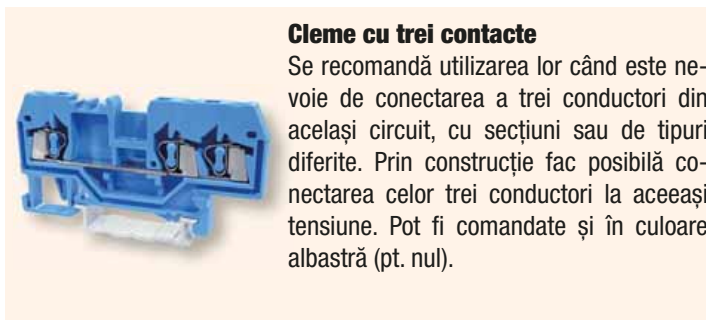 Cleme cu trei contacte
Se recomandă utilizarea lor când este ne-
voie de conectarea a trei conductori din
același circuit, cu secțiuni sau de tipuri
diferite. Prin construcție fac posibilă co-
nectarea celor trei conductori la aceeași
tensiune. Pot fi comandate și în culoare
albastră (pt. nul).